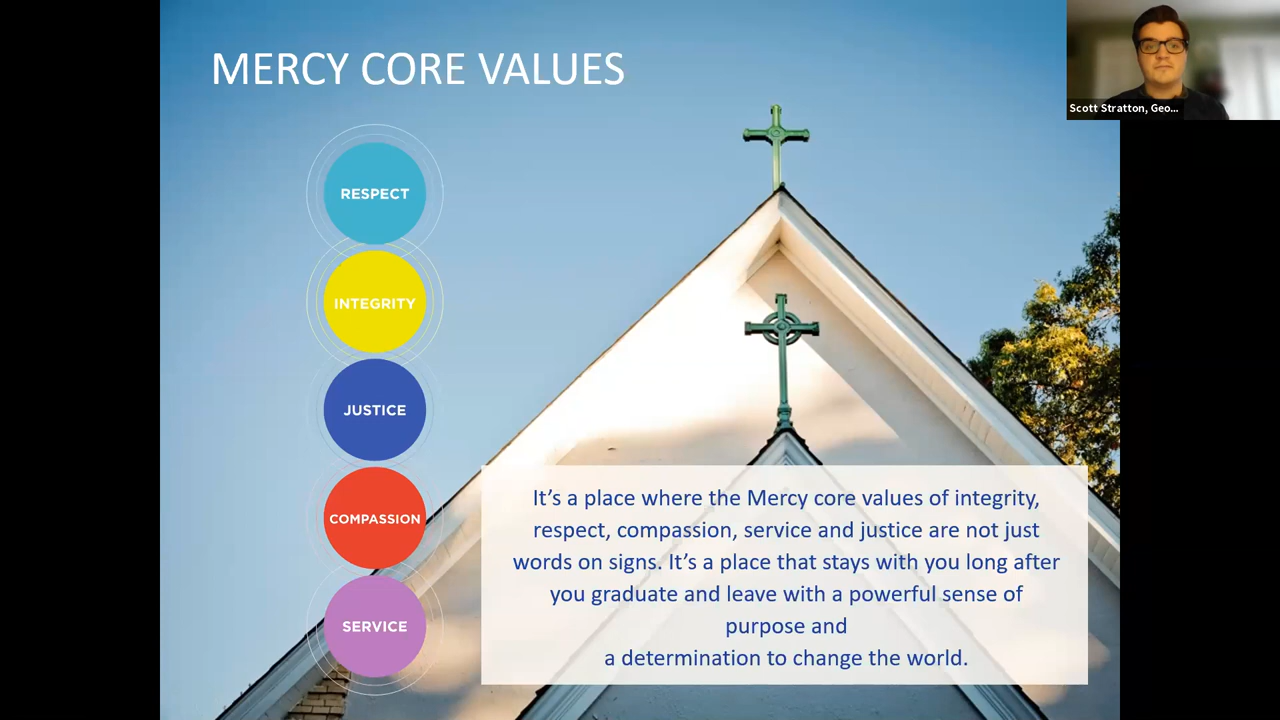 MERCY CORE VALUES
Scott Stratton, Geo...
RESPECT
INTEGRITY
JUSTICE
COMPASSION
SERVICE
It’s a place where the Mercy core values of integrity,
respect, compassion, service and justice are not just
words on signs. It’s a place that stays with you long after
you graduate and leave with a powerful sense of
purpose and
a determination to change the world.